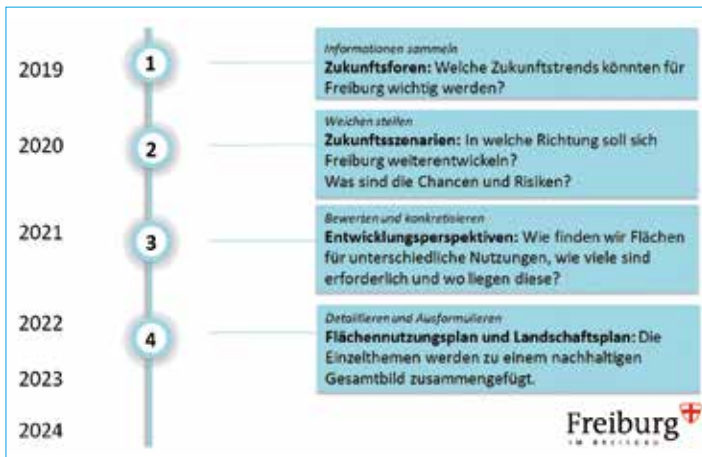 2019
1
Informationen sammeln
Zukunftsforen: Welche Zukunftstrends könnten für
Freiburg wichtig werden?
2020
2
Weichen stellen
Zukunftsszenarien: In welche Richtung soll sich
Freiburg weiterentwickeln?
Was sind die Chancen und Risiken?
2021
3
Bewerten und konkretisieren
Entwicklungsperspektiven: Wie finden wir Flächen
für unterschiedliche Nutzungen, wie viele sind
erforderlich und wo liegen diese?
2022
4
Detaillieren und Ausformulieren
Flächennutzungsplan und Landschaftsplan: Die
Einzelthemen werden zu einem nachhaltigen
Gesamtbild zusammengefügt.
2023
2024
Freiburg
IM BREISGAU